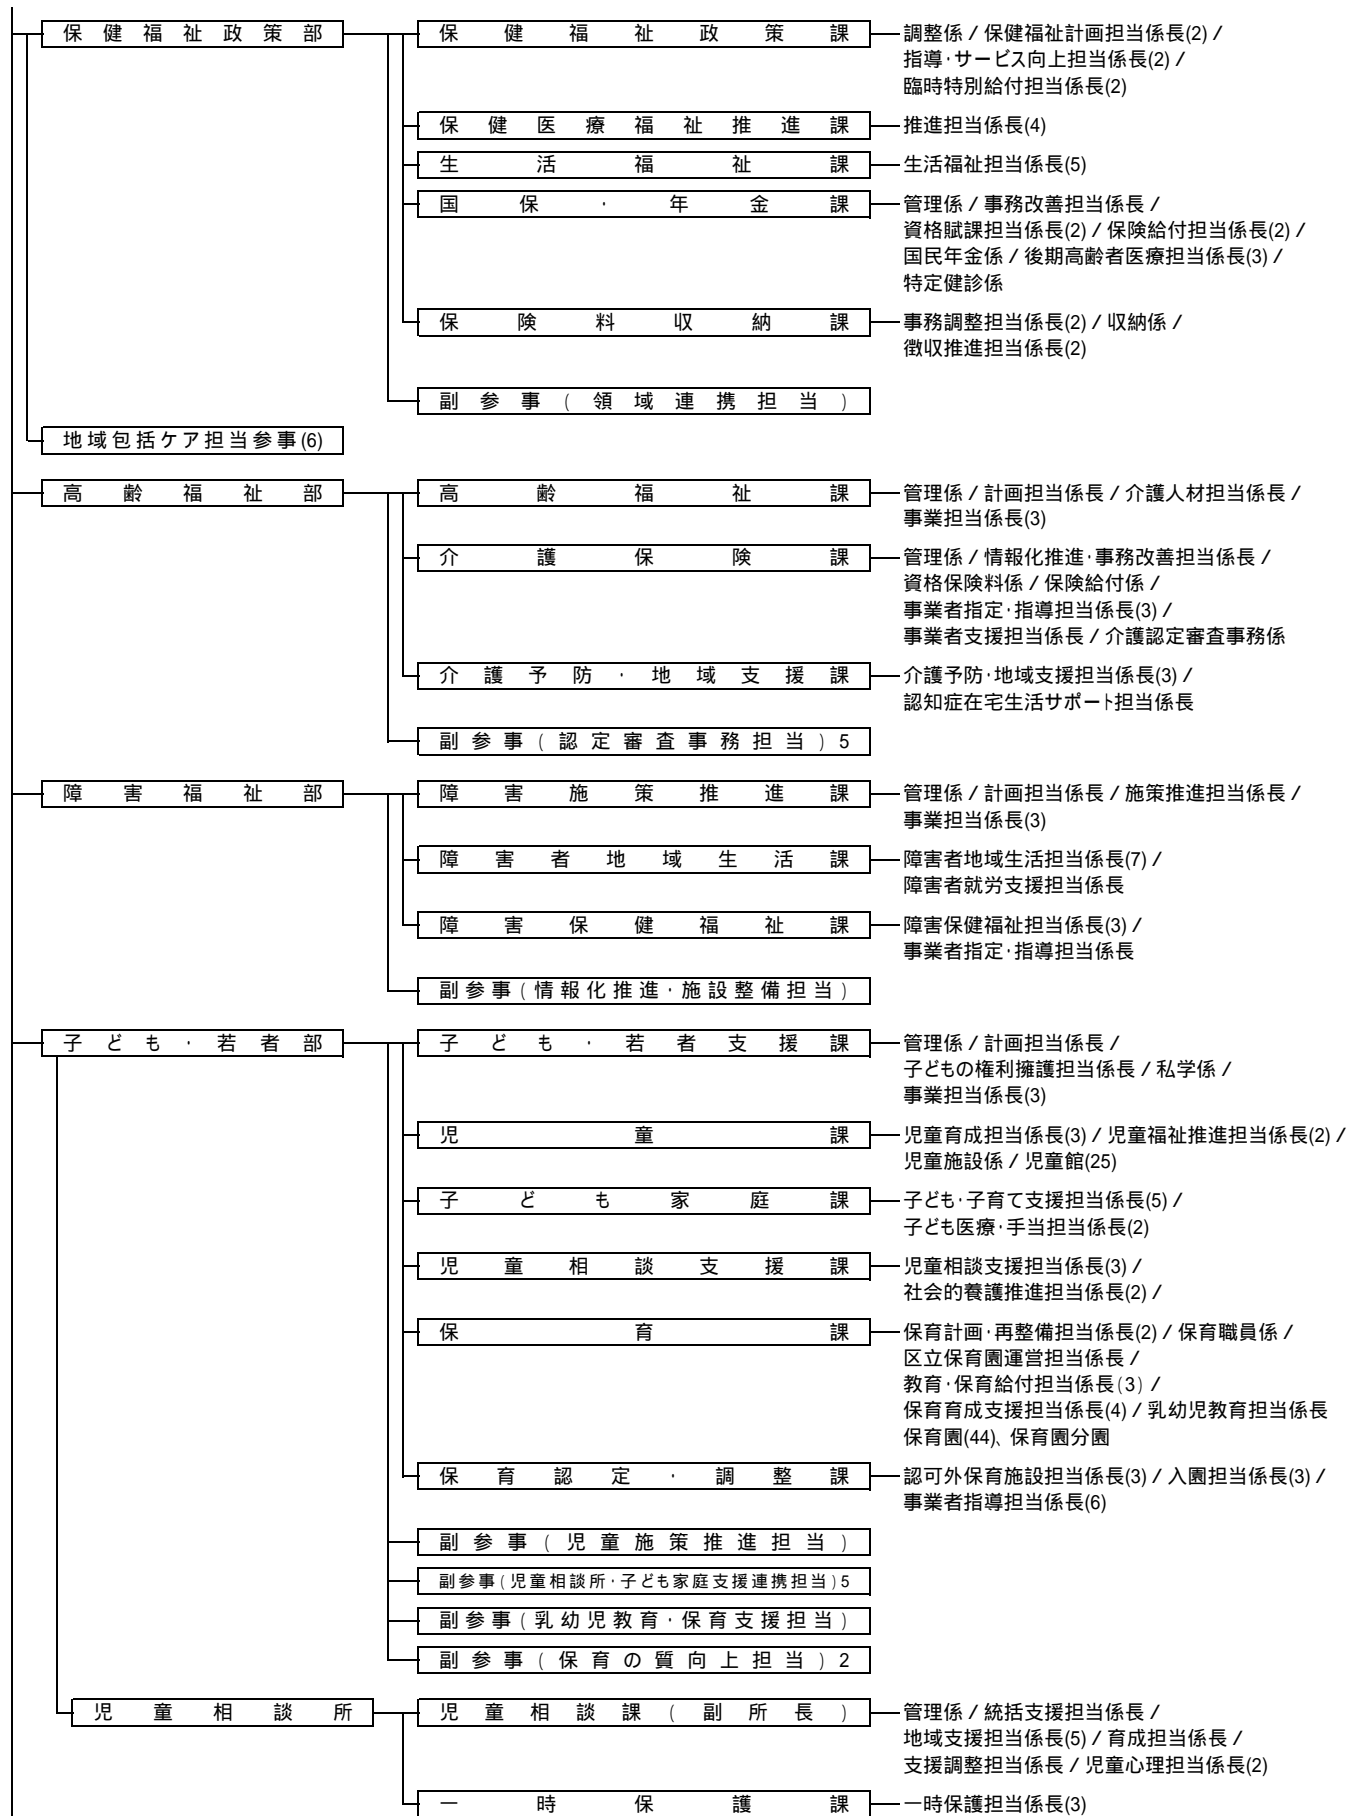 保健福祉政策部
保健福祉政策課
調整係 / 保健福祉計画担当係長(2) /
指導・サービス向上担当係長(2) /
臨時特別給付担当係長(2)
保健医療福祉推進課
推進担当係長(4)
生活福祉課
生活福祉担当係長(5)
国保・年金課
管理係 / 事務改善担当係長 /
資格賦課担当係長(2) / 保険給付担当係長(2) /
国民年金係 / 後期高齢者医療担当係長(3) /
特定健診係
保険料収納課
事務調整担当係長(2) / 収納係 /
徴収推進担当係長(2)
副参事(領域連携担当)
地域包括ケア担当参事(6)
高齢福祉部
高齢福祉課
管理係 / 計画担当係長 / 介護人材担当係長 /
事業担当係長(3)
介護保険課
管理係 / 情報化推進・事務改善担当係長 /
資格保険料係 / 保険給付係 /
事業者指定・指導担当係長(3) /
事業者支援担当係長 / 介護認定審査事務係
介護予防・地域支援課
介護予防・地域支援担当係長(3) /
認知症在宅生活サポート担当係長
副参事(認定審査事務担当)5
障害福祉部
障害施策推進課
管理係 / 計画担当係長 / 施策推進担当係長 /
事業担当係長(3)
障害者地域生活課
障害者地域生活担当係長(7) /
障害者就労支援担当係長
障害保健福祉課
障害保健福祉担当係長(3) /
事業者指定・指導担当係長
副参事(情報化推進・施設整備担当)
子ども・若者部
子ども・若者支援課
管理係 / 計画担当係長 /
子どもの権利擁護担当係長 / 私学係 /
事業担当係長(3)
児童課
児童育成担当係長(3) / 児童福祉推進担当係長(2) /
児童施設係 / 児童館(25)
子ども家庭課
子ども・子育て支援担当係長(5) /
子ども医療・手当担当係長(2)
児童相談支援課
児童相談支援担当係長(3) /
社会的養護推進担当係長(2) /
保育課
保育計画・再整備担当係長(2) / 保育職員係 /
区立保育園運営担当係長 /
教育・保育給付担当係長(3) /
保育育成支援担当係長(4) / 乳幼児教育担当係長
保育園(44)、保育園分園
保育認定・調整課
認可外保育施設担当係長(3) / 入園担当係長(3) /
事業者指導担当係長(6)
副参事(児童施策推進担当)
副参事(児童相談所・子ども家庭支援連携担当)5
副参事(乳幼児教育・保育支援担当)
副参事(保育の質向上担当)2
児童相談所
児童相談課(副所長)
管理係 / 統括支援担当係長 /
地域支援担当係長(5) / 育成担当係長 /
支援調整担当係長 / 児童心理担当係長(2)
一時保護課
一時保護担当係長(3)